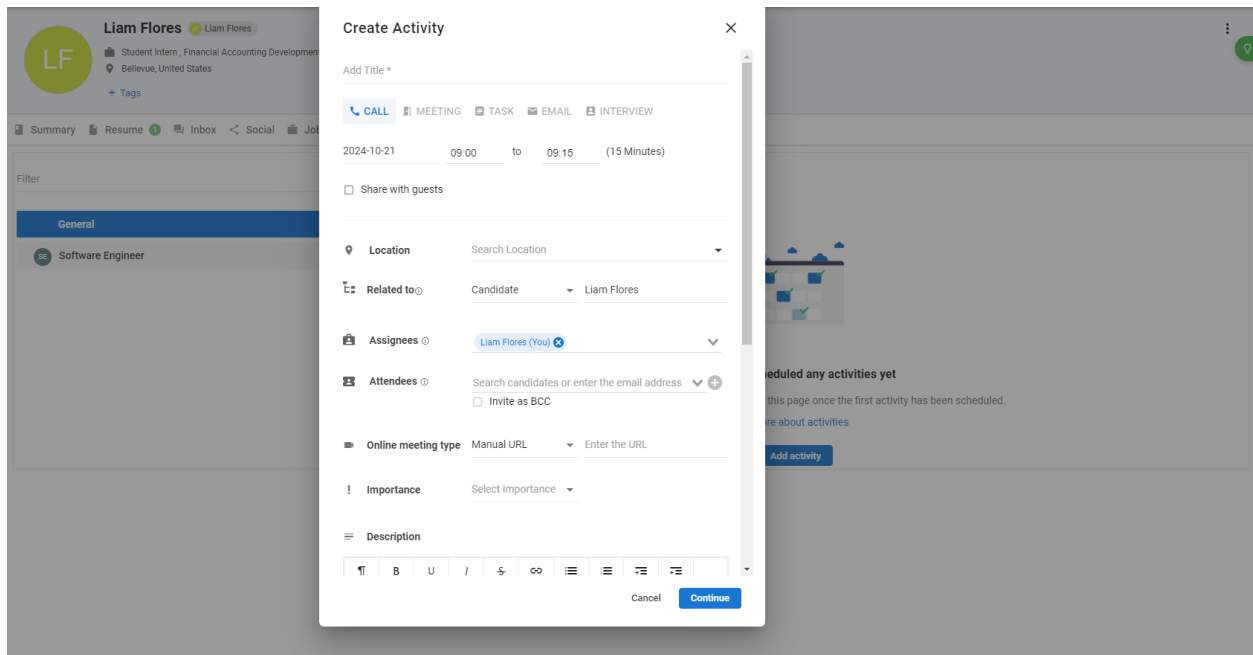 LF
Liam Flores Liam Flores
Student Intern , Financial Accounting Development
Bellevue, United States
+ Tags
Summary Resume 1 Inbox Social Job
Filter
General
SE Software Engineer
Create Activity
Add Title *
CALL MEETING TASK EMAIL INTERVIEW
2024-10-21 09:00 to 09:15 (15 Minutes)
Share with guests
Location Search Location
Related to Candidate Liam Flores
Assignees Liam Flores (You)
Attendees Search candidates or enter the email address
Invite as BCC
Online meeting type Manual URL Enter the URL
Importance Select importance
Description
¶ B U I S
Cancel Continue
eduled any activities yet
this page once the first activity has been scheduled.
re about activities
Add activity